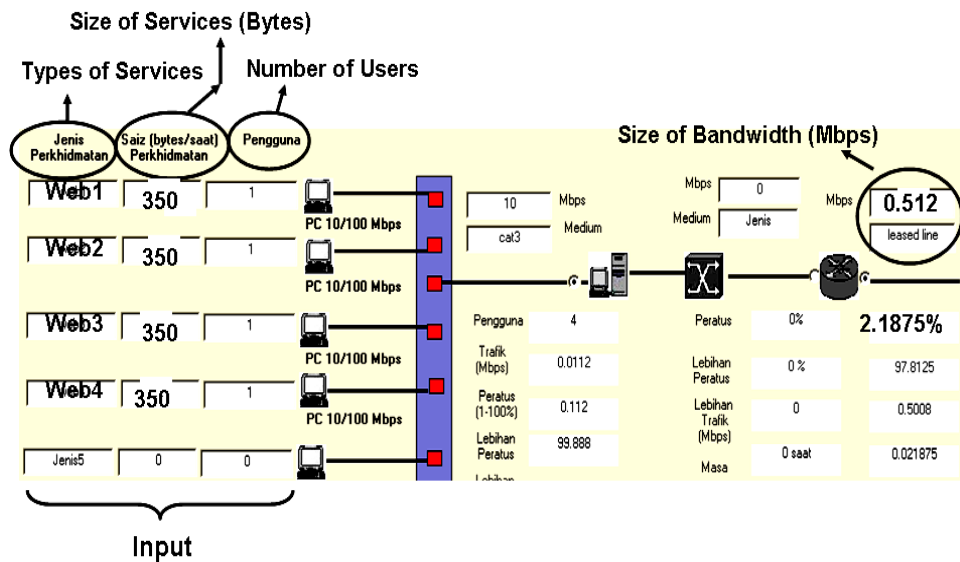 Size of Services (Bytes)
Types of Services
Number of Users
Jenis
Perkhidmatan
Saiz (bytes/saat)
Perkhidmatan
Pengguna
Size of Bandwidth (Mbps)
Web1 350 1
PC 10/100 Mbps
10 Mbps
cat3 Medium
Mbps 0
Medium Jenis
Mbps 0.512
leased line
Web2 350 1
PC 10/100 Mbps
Web3 350 1
PC 10/100 Mbps
Web4 350 1
PC 10/100 Mbps
Jenis5 0 0
Pengguna 4
Trafik
(Mbps) 0.0112
Peratus
(1-100%) 0.112
Lebihan
Peratus 99.888
Peratus 0% 2.1875%
Lebihan
Peratus 0 % 97.8125
Lebihan
Trafik
(Mbps) 0 0.5008
Masa 0 saat 0.021875
Input